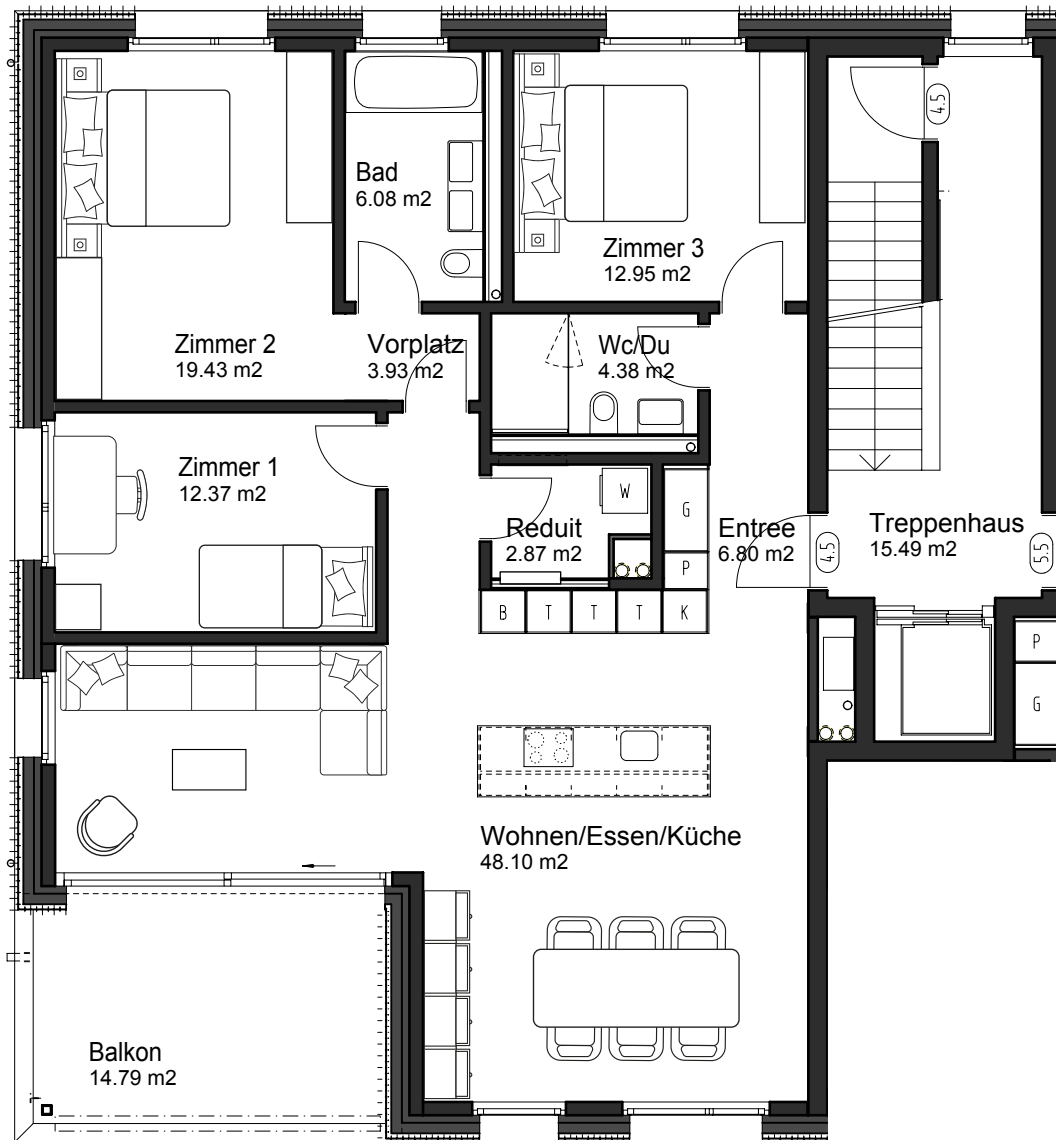 4.5
Bad
6.08 m2
Zimmer 3
12.95 m2
Zimmer 2
19.43 m2
Vorplatz
3.93 m2
Wc/Du
4.38 m2
Zimmer 1
12.37 m2
W
G
Reduit
2.87 m2
Entree
6.80 m2
Treppenhaus
15.49 m2
4.5
5.5
P
B
T
T
T
K
P
G
Wohnen/Essen/Küche
48.10 m2
Balkon
14.79 m2